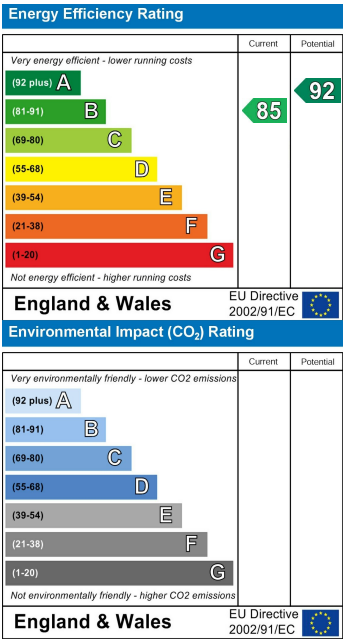 Energy Efficiency Rating
Current Potential
Very energy efficient - lower running costs
(92 plus) A
92
(81-91) B
85
(69-80) C
(55-68) D
(39-54) E
(21-38) F
(1-20) G
Not energy efficient - higher running costs
England & Wales
EU Directive
2002/91/EC
Environmental Impact (CO₂) Rating
Current Potential
Very environmentally friendly - lower CO2 emissions
(92 plus) A
(81-91) B
(69-80) C
(55-68) D
(39-54) E
(21-38) F
(1-20) G
Not environmentally friendly - higher CO2 emissions
England & Wales
EU Directive
2002/91/EC